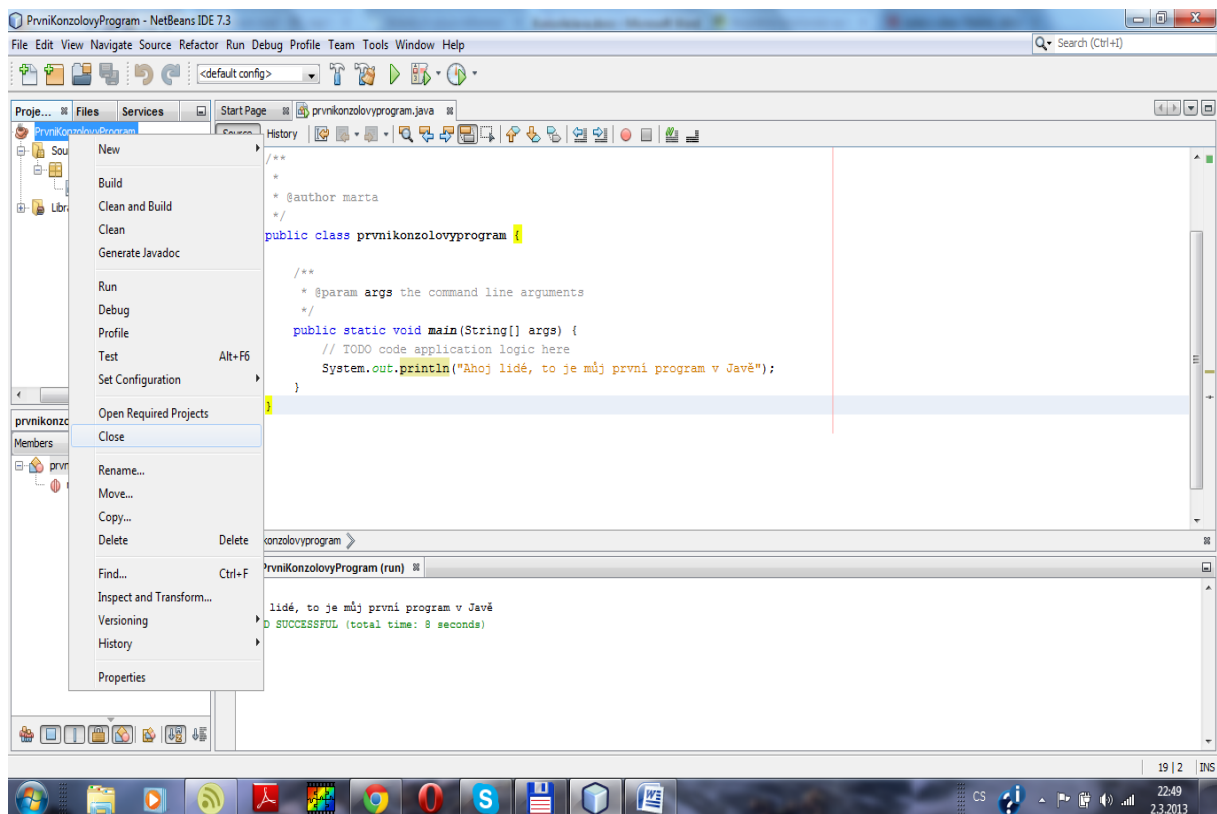 PrvniKonzolovyProgram - NetBeans IDE 7.3
File Edit View Navigate Source Refactor Run Debug Profile Team Tools Window Help
Search (Ctrl+I)
<default config>
Proje... Files Services
Start Page prvnikonzolovyprogram.java
PrvniKonzolovyProgram
Source History
Sou
Libra
New
Build
Clean and Build
Clean
Generate Javadoc
Run
Debug
Profile
Test Alt+F6
Set Configuration
Open Required Projects
Close
Rename...
Move...
Copy...
Delete Delete
Find... Ctrl+F
Inspect and Transform...
Versioning
History
Properties
/**
*
* @author marta
*/
public class prvnikonzolovyprogram {
/**
* @param args the command line arguments
*/
public static void main(String[] args) {
// TODO code application logic here
System.out.println("Ahoj lidé, to je můj první program v Javě");
}
}
prvnikonzo
Members
prvn
konzolovyprogram
PrvniKonzolovyProgram (run)
lidé, to je můj první program v Javě
D SUCCESSFUL (total time: 8 seconds)
19 | 2 INS
CS
22:49
2.3.2013